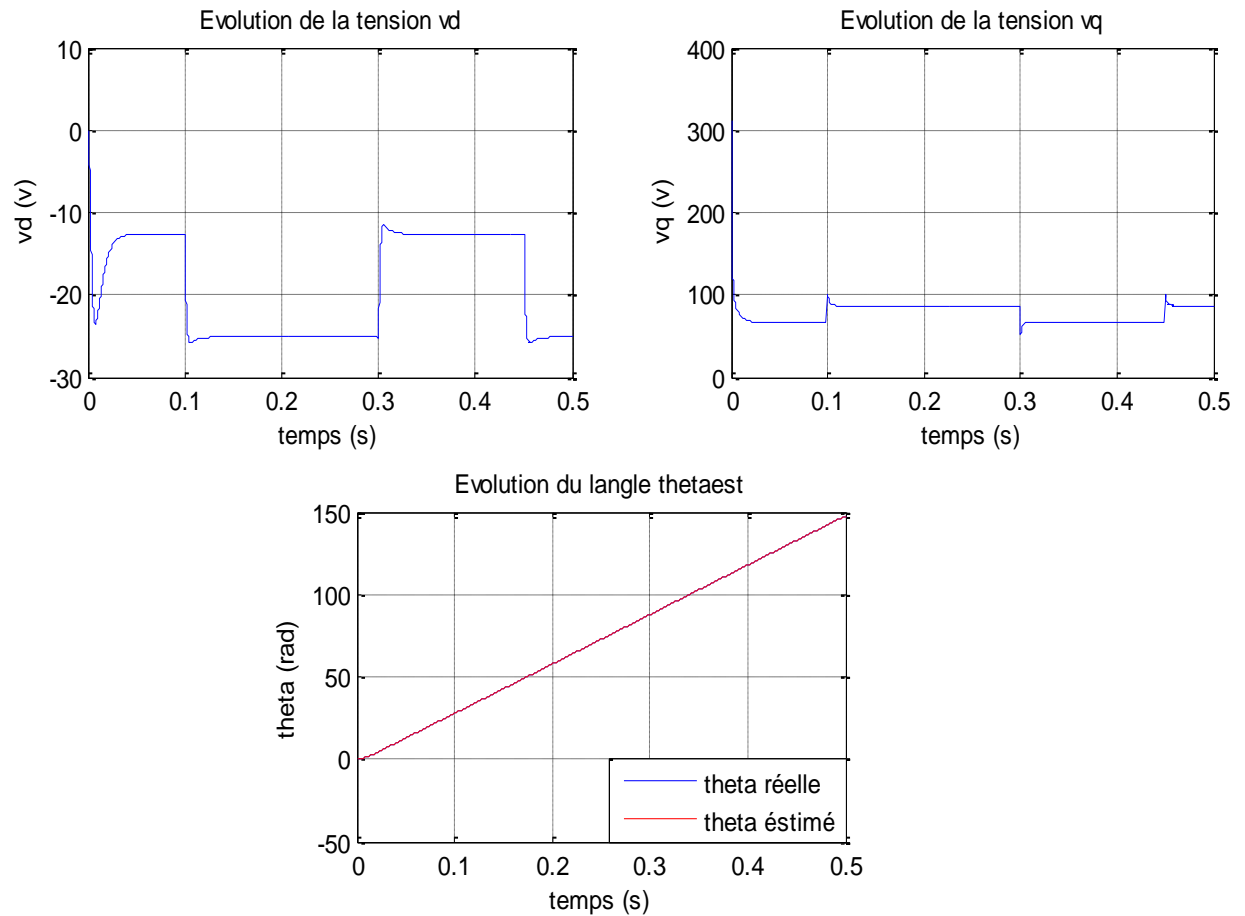 Evolution de la tension vd
10
0
-10
-20
-30
vd (v)
0 0.1 0.2 0.3 0.4 0.5
temps (s)
Evolution de la tension vq
400
300
200
100
0
vq (v)
0 0.1 0.2 0.3 0.4 0.5
temps (s)
Evolution du langle thetaest
150
100
50
0
-50
theta (rad)
theta réelle
theta éstimé
0 0.1 0.2 0.3 0.4 0.5
temps (s)